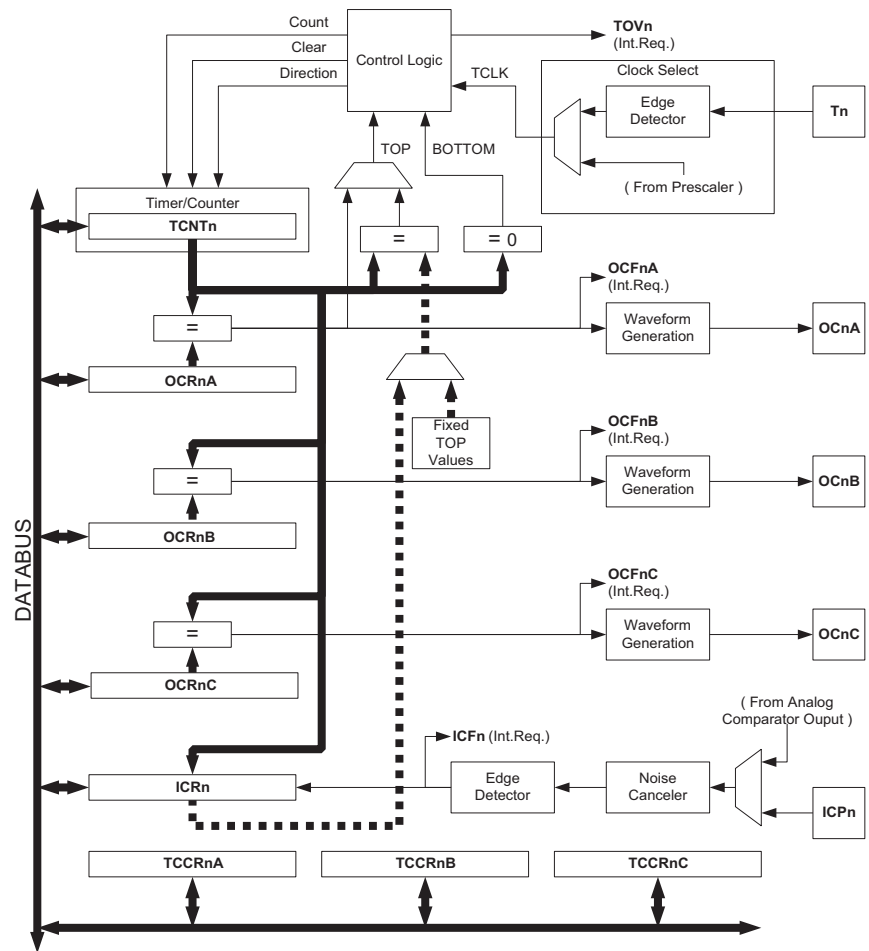 Count
Clear
Direction
Control Logic
TOVn
(Int.Req.)
TCLK
Clock Select
Edge
Detector
Tn
( From Prescaler )
TOP
BOTTOM
Timer/Counter
TCNTn
=
= 0
OCFnA
(Int.Req.)
=
Waveform
Generation
OCnA
OCRnA
Fixed
TOP
Values
OCFnB
(Int.Req.)
=
Waveform
Generation
OCnB
OCRnB
DATABUS
OCFnC
(Int.Req.)
=
Waveform
Generation
OCnC
OCRnC
( From Analog
Comparator Ouput )
ICFn (Int.Req.)
ICRn
Edge
Detector
Noise
Canceler
ICPn
TCCRnA
TCCRnB
TCCRnC